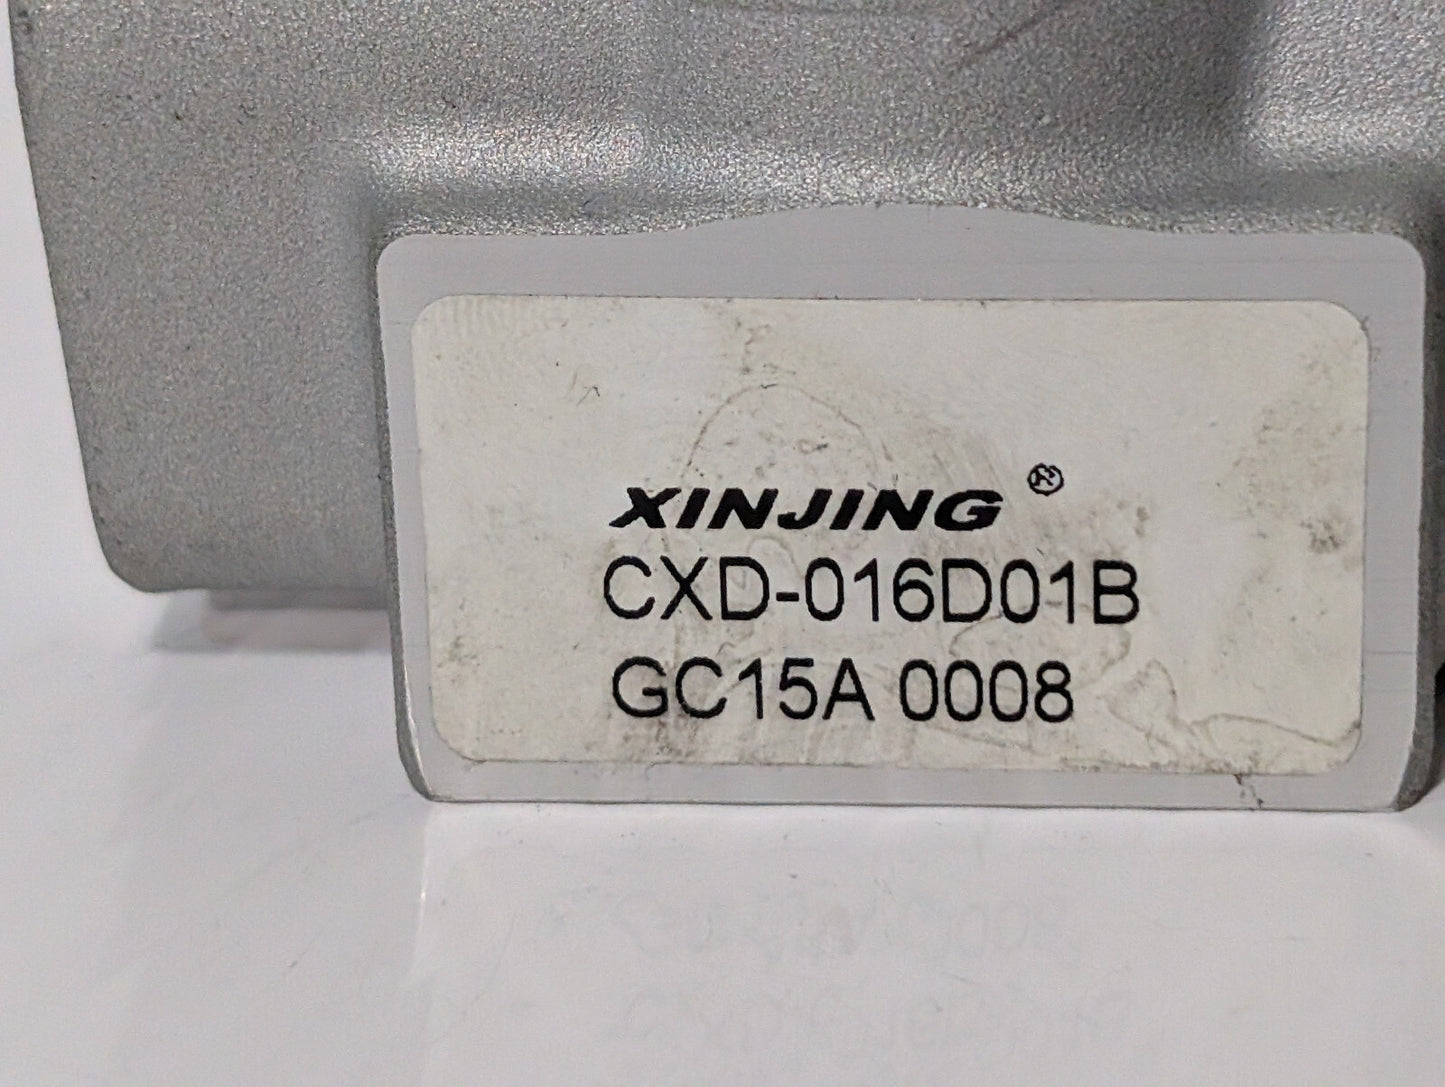 XINJING ®
CXD-016D01B
GC15A 0008